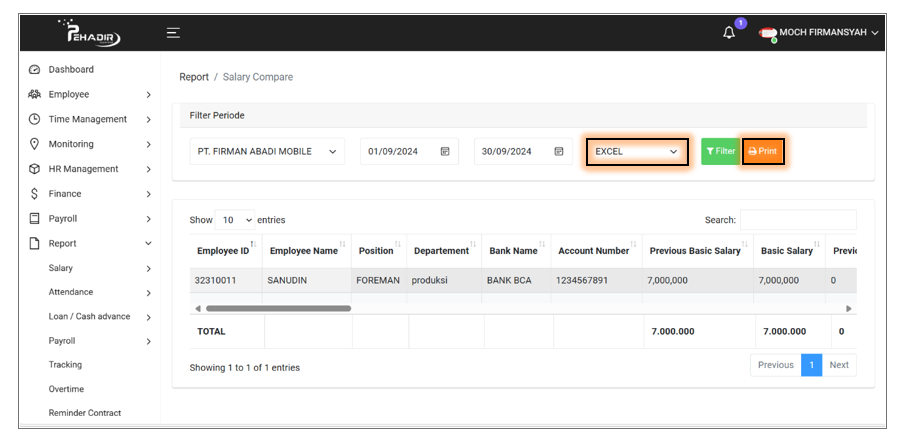 PEHADIR
1
MOCH FIRMANSYAH
Dashboard
Employee
Time Management
Monitoring
HR Management
Finance
Payroll
Report
Salary
Attendance
Loan / Cash advance
Payroll
Tracking
Overtime
Reminder Contract
Report / Salary Compare
Filter Periode
PT. FIRMAN ABADI MOBILE 01/09/2024 30/09/2024 EXCEL Filter Print
Show 10 entries Search:
Employee ID Employee Name Position Departement Bank Name Account Number Previous Basic Salary Basic Salary Previ
32310011 SANUDIN FOREMAN produksi BANK BCA 1234567891 7,000,000 7,000,000 0
TOTAL 7.000.000 7.000.000 0
Showing 1 to 1 of 1 entries
Previous 1 Next